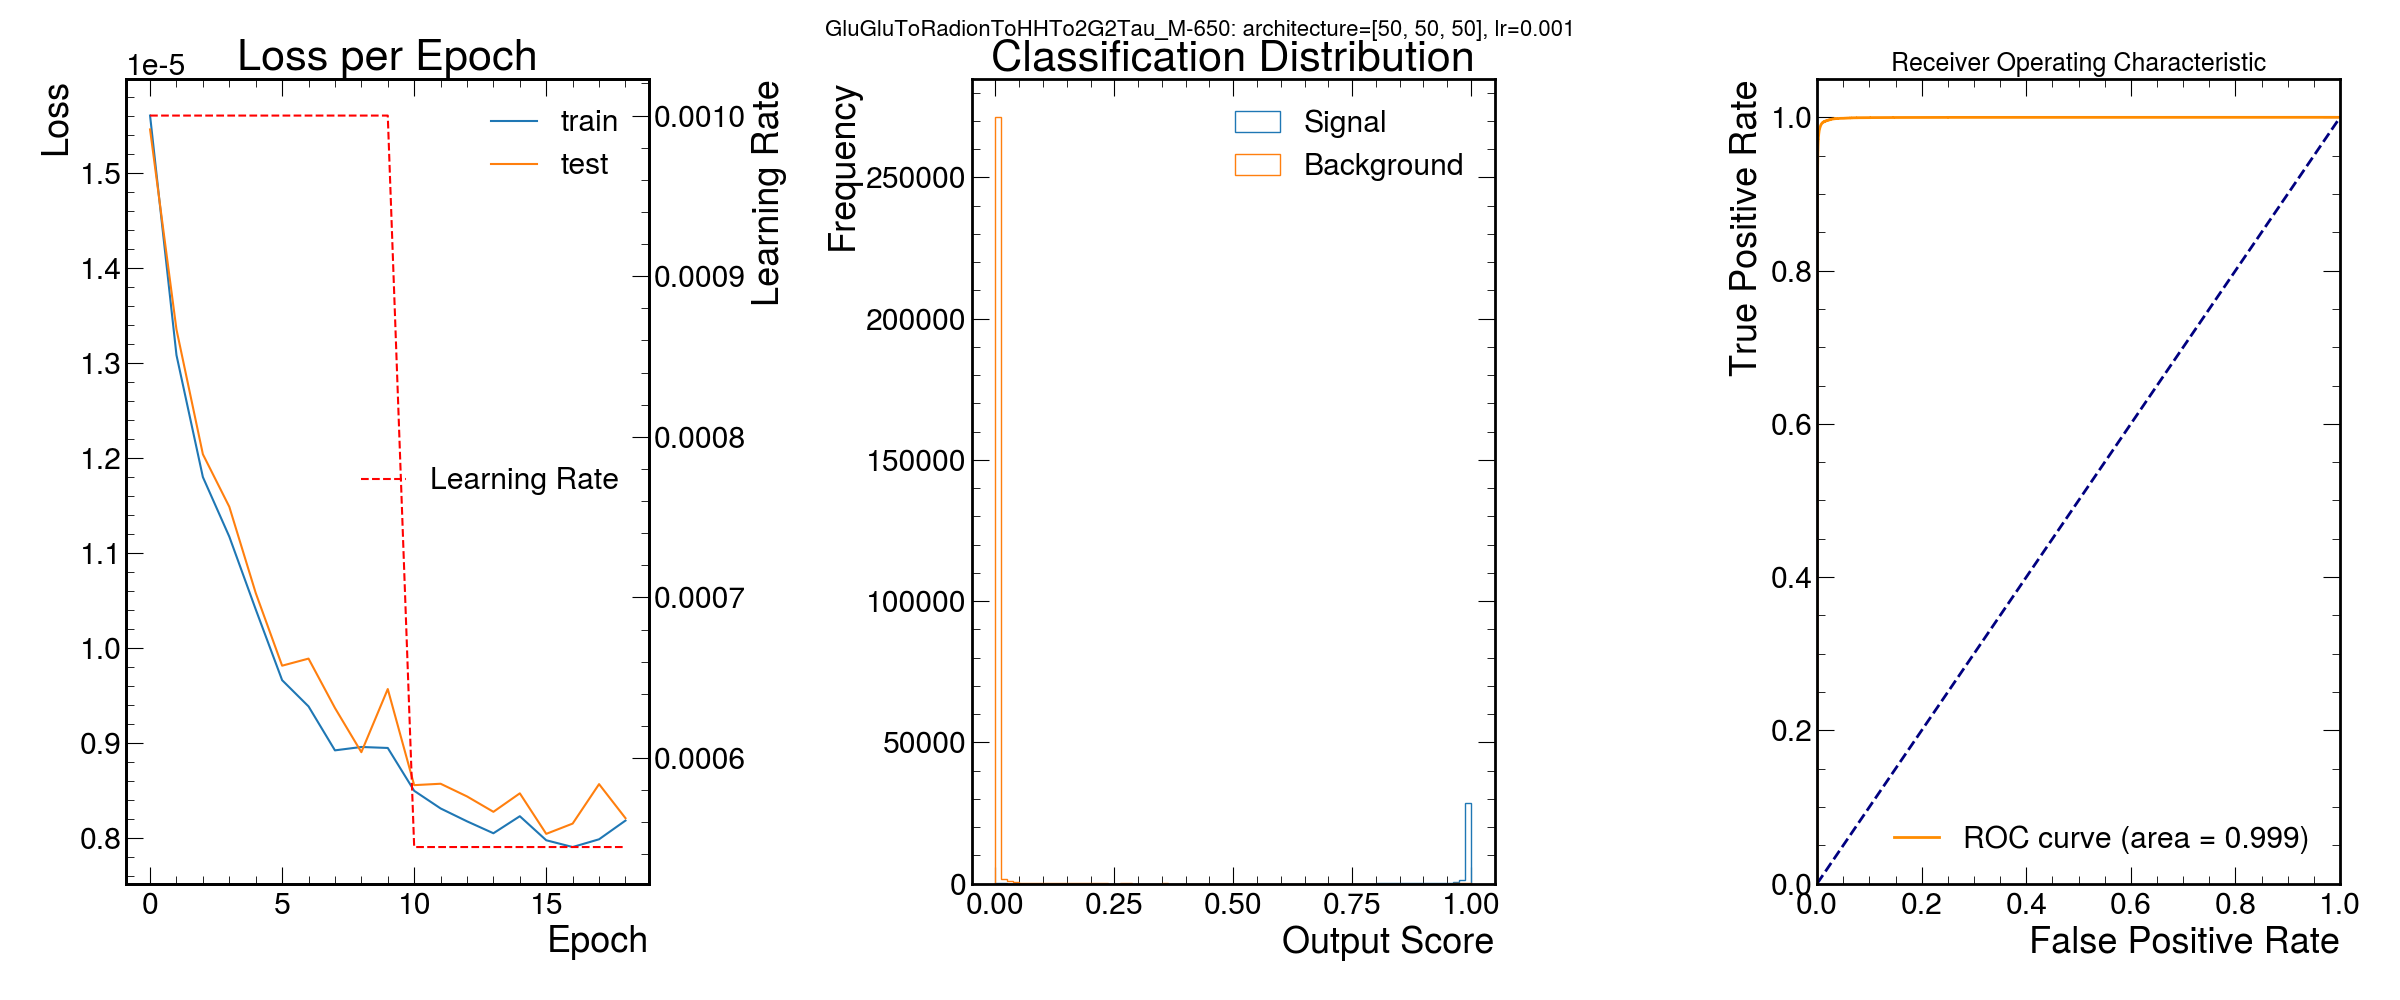 GluGluToRadionToHHTo2G2Tau_M-650: architecture=[50, 50, 50], lr=0.001
Loss per Epoch
1e-5
Loss
1.5
1.4
1.3
1.2
1.1
1.0
0.9
0.8
0
5
10
15
Epoch
train
test
Learning Rate
0.0010
0.0009
0.0008
0.0007
0.0006
Learning Rate
Classification Distribution
Frequency
250000
200000
150000
100000
50000
0
0.00
0.25
0.50
0.75
1.00
Output Score
Signal
Background
Receiver Operating Characteristic
True Positive Rate
1.0
0.8
0.6
0.4
0.2
0.0
0.0
0.2
0.4
0.6
0.8
1.0
False Positive Rate
ROC curve (area = 0.999)